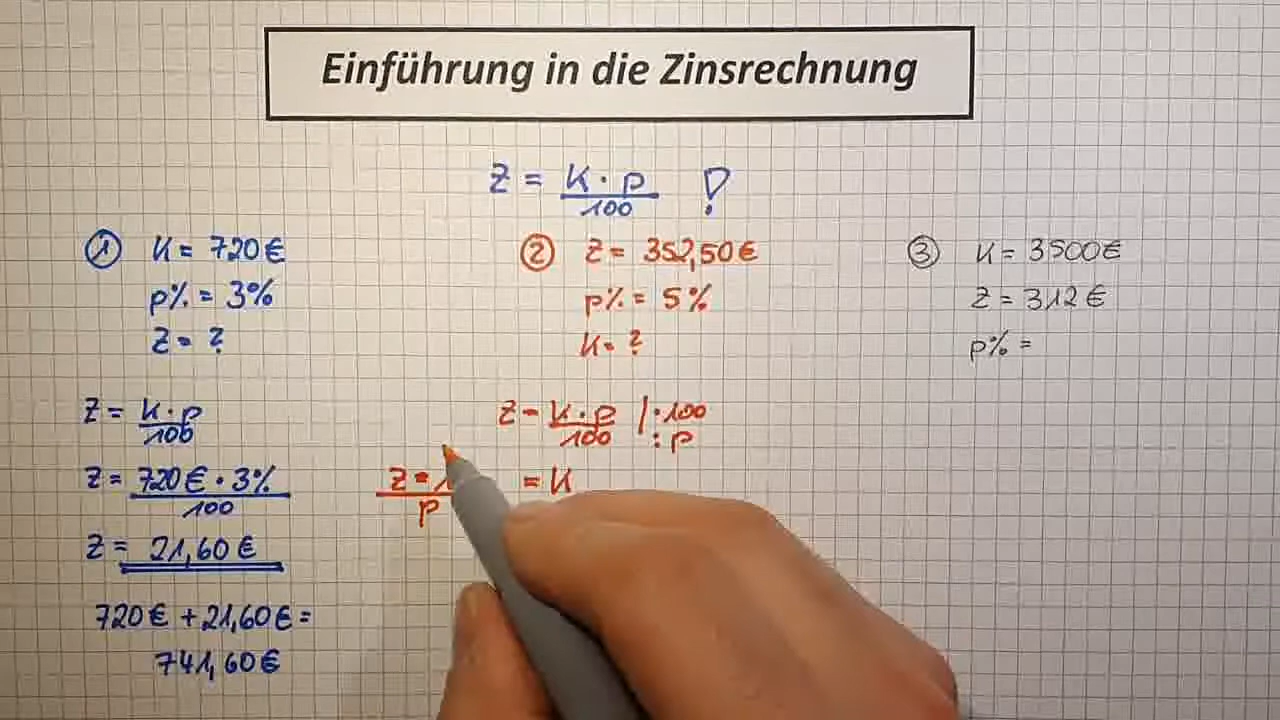 Einführung in die Zinsrechnung
Z = K · p
100 !
① K = 720 €
p% = 3%
Z = ?
Z = K · p
100
Z = 720 € · 3%
100
Z = 21,60 €
720 € + 21,60 € =
741,60 €
② Z = 352,50 €
p% = 5%
K = ?
Z = K · p | · 100
100 : p
= K
p
③ K = 3500 €
Z = 312 €
p% =